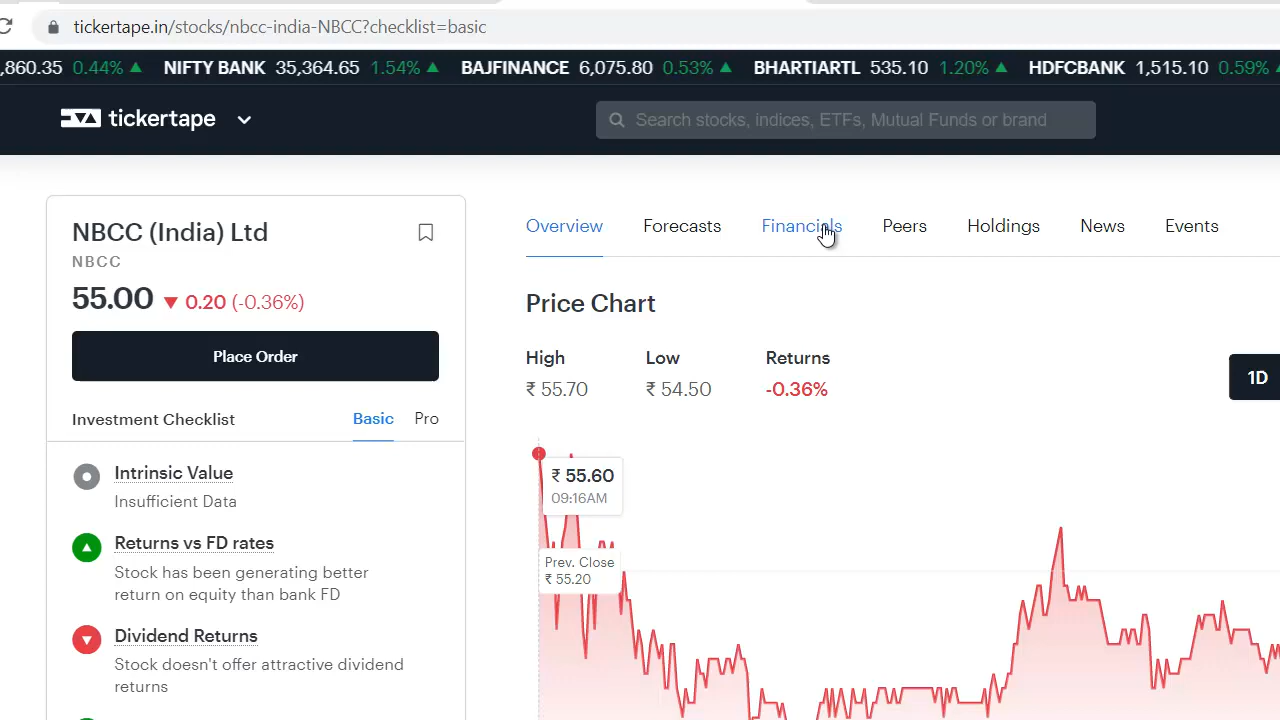 tickertape.in/stocks/nbcc-india-NBCC?checklist=basic
,860.35 0.44% ▲ NIFTY BANK 35,364.65 1.54% ▲ BAJFINANCE 6,075.80 0.53% ▲ BHARTIARTL 535.10 1.20% ▲ HDFCBANK 1,515.10 0.59%
tickertape
Search stocks, indices, ETFs, Mutual Funds or brand
NBCC (India) Ltd
NBCC
55.00 ▼ 0.20 (-0.36%)
Place Order
Investment Checklist Basic Pro
Intrinsic Value
Insufficient Data
Returns vs FD rates
Stock has been generating better
return on equity than bank FD
Dividend Returns
Stock doesn't offer attractive dividend
returns
Overview Forecasts Financials Peers Holdings News Events
Price Chart
High Low Returns
₹ 55.70 ₹ 54.50 -0.36%
1D
₹ 55.60
09:16AM
Prev. Close
₹ 55.20